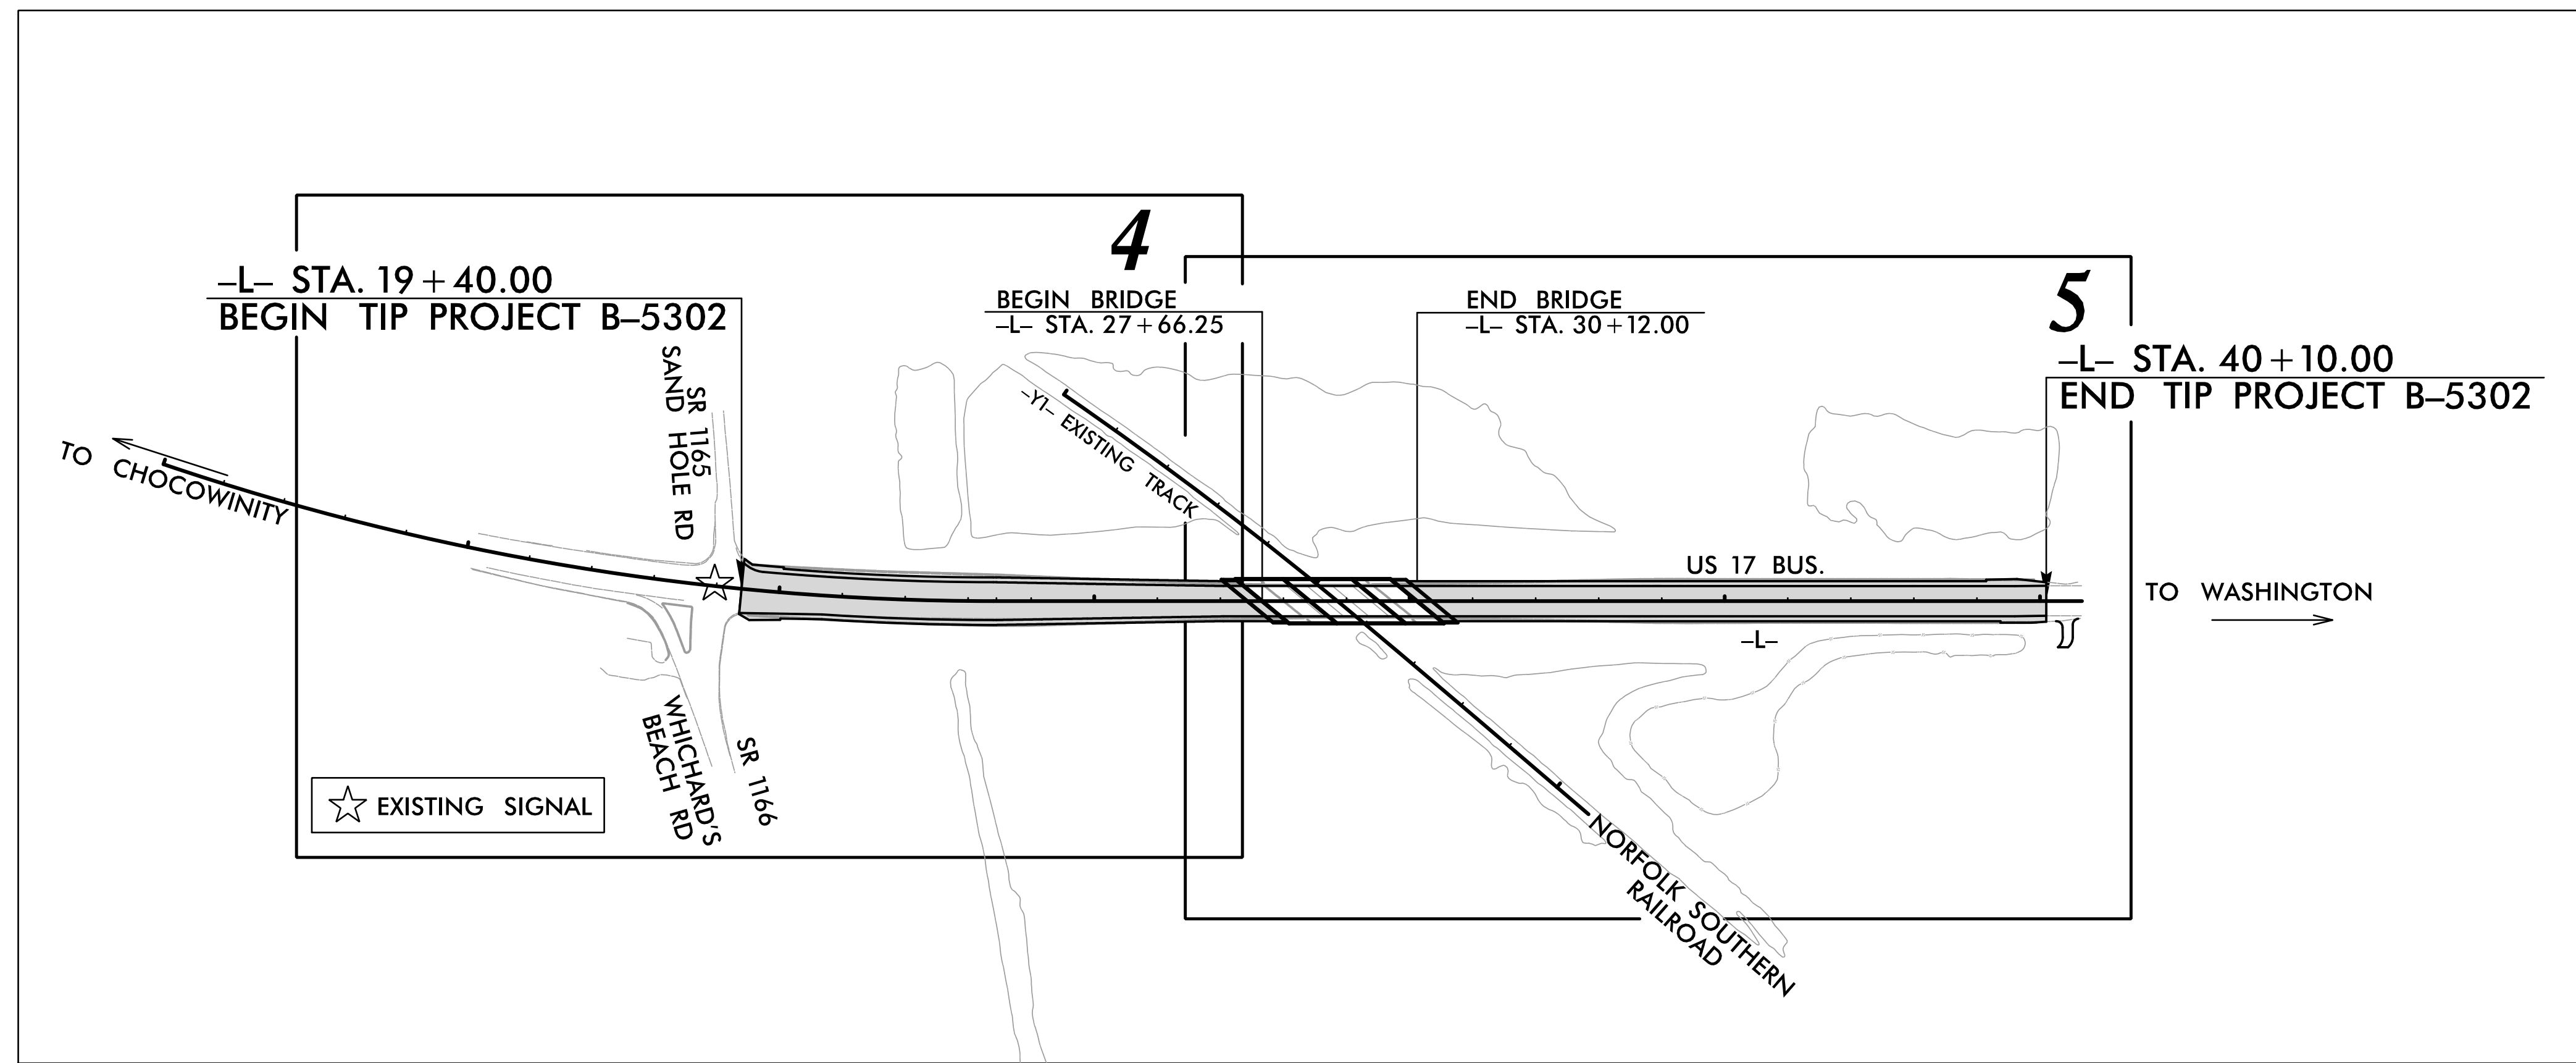 4
5
–L– STA. 19+40.00
BEGIN TIP PROJECT B–5302
BEGIN BRIDGE
–L– STA. 27+66.25
END BRIDGE
–L– STA. 30+12.00
–L– STA. 40+10.00
END TIP PROJECT B–5302
SR 1165
SAND HOLE RD
–Y1– EXISTING TRACK
TO CHOCOWINITY
US 17 BUS.
TO WASHINGTON
–L–
WHICHARD'S
BEACH RD
SR 1166
EXISTING SIGNAL
NORFOLK SOUTHERN
RAILROAD